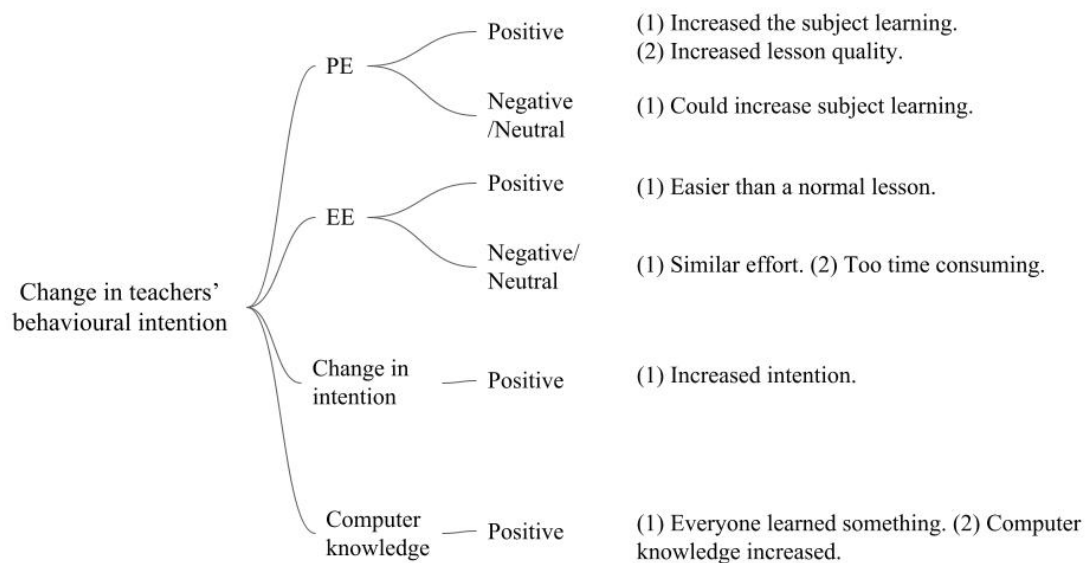 Positive
(1) Increased the subject learning.
(2) Increased lesson quality.
PE
Negative
/Neutral
(1) Could increase subject learning.
Positive
(1) Easier than a normal lesson.
EE
Negative/
Neutral
(1) Similar effort. (2) Too time consuming.
Change in teachers’
behavioural intention
Change in
intention
Positive
(1) Increased intention.
Computer
knowledge
Positive
(1) Everyone learned something. (2) Computer
knowledge increased.